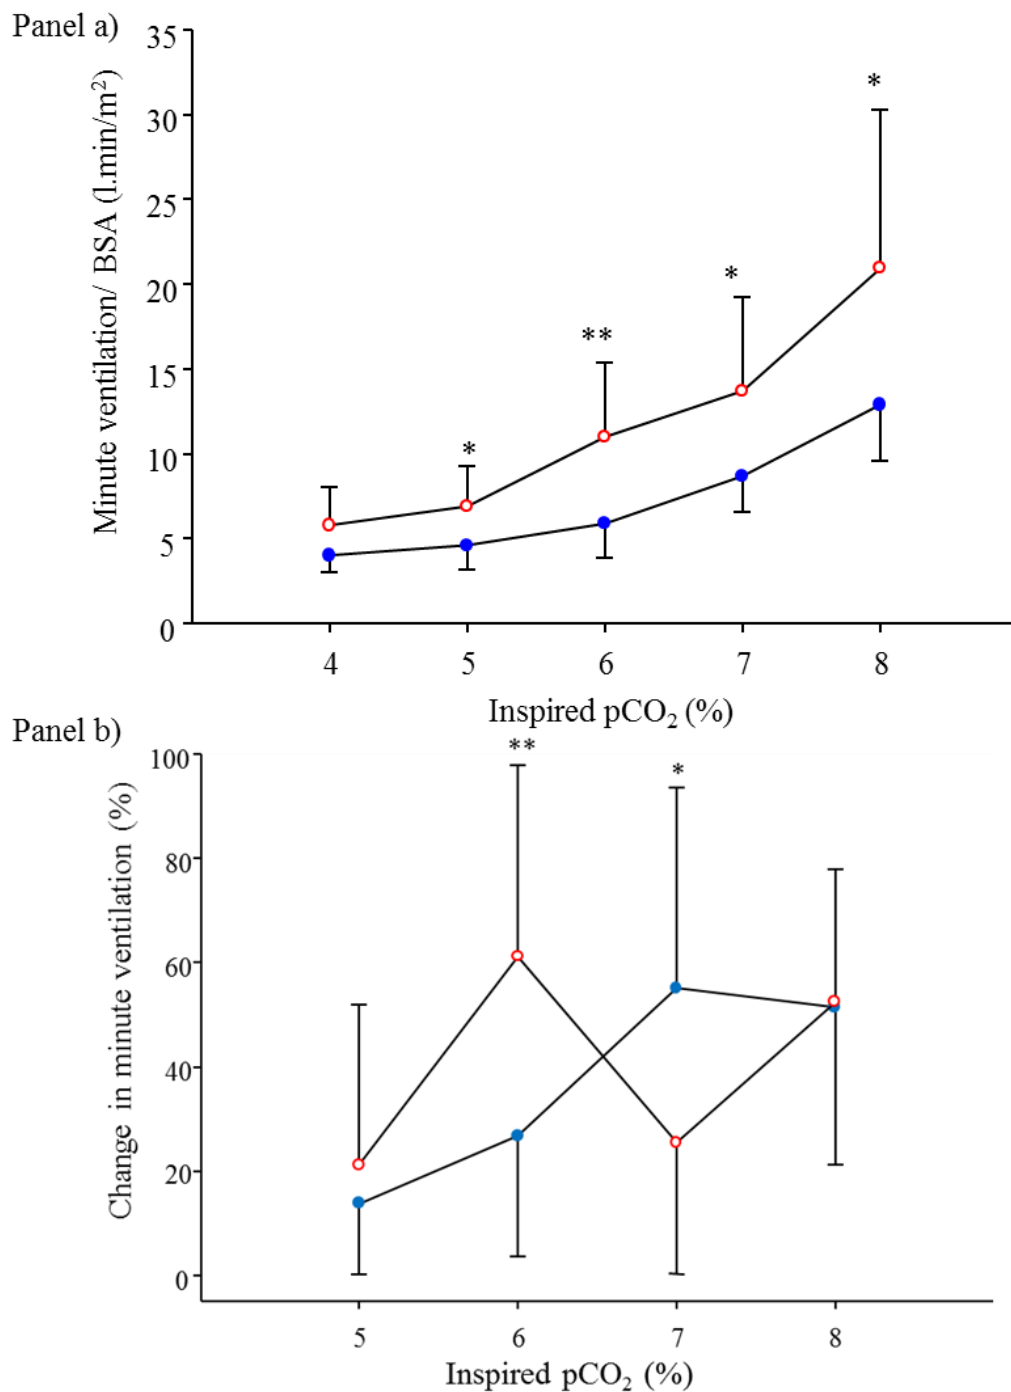 Panel a)
Minute ventilation/ BSA (l.min/m²)
35
30
25
20
15
10
5
0
*
**
*
*
4 5 6 7 8
Inspired pCO₂ (%)
Panel b)
Change in minute ventilation (%)
100
80
60
40
20
0
**
*
5 6 7 8
Inspired pCO₂ (%)